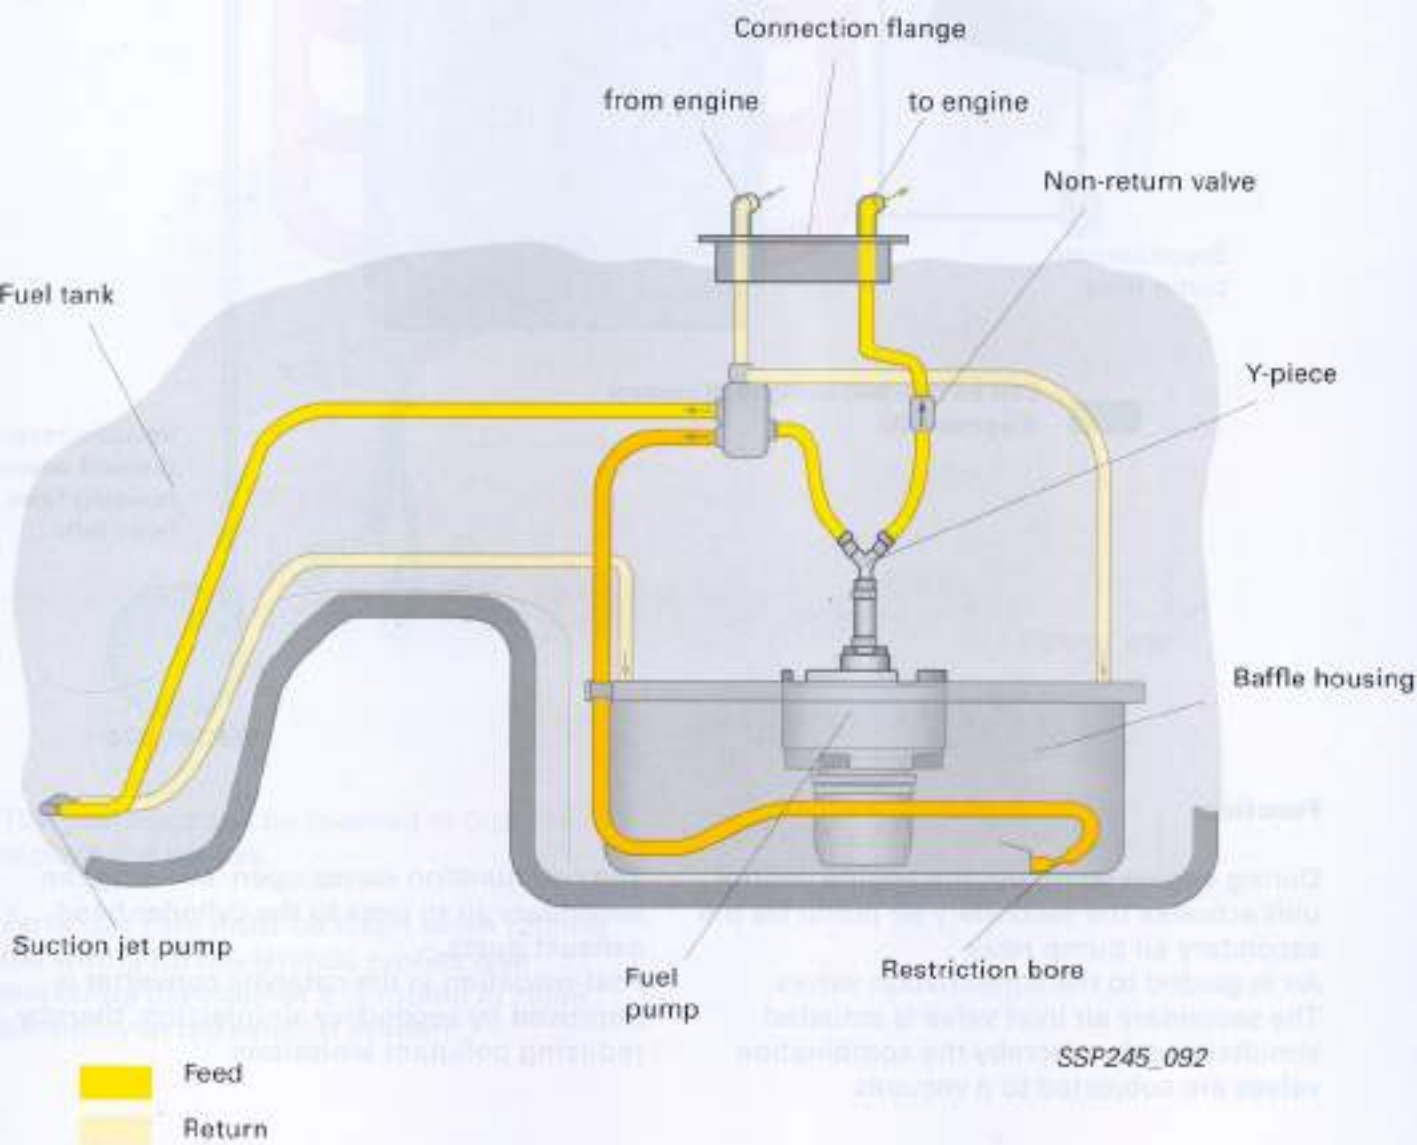 Connection flange
from engine
to engine
Non-return valve
Fuel tank
Y-piece
Baffle housing
Suction jet pump
Fuel
pump
Restriction bore
SSP245_092
Feed
Return